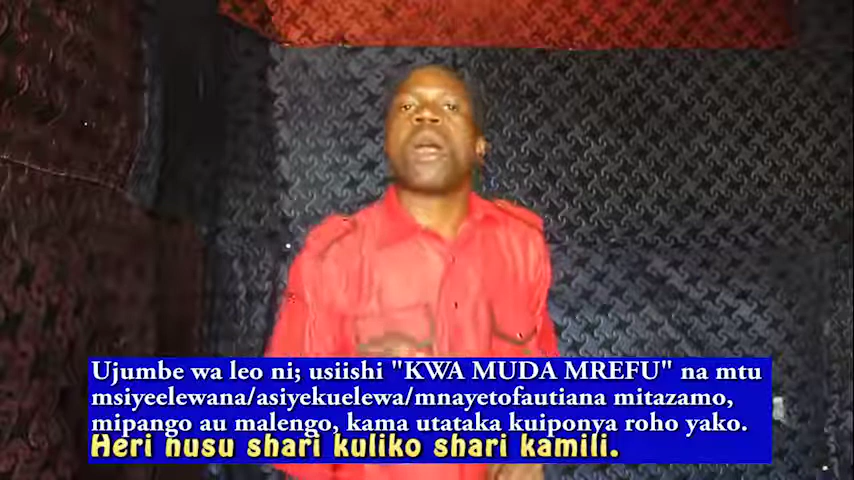 Ujumbe wa leo ni; usiishi "KWA MUDA MREFU" na mtu
msiyeelewana/asiyekuelewa/mnayetofautiana mitazamo,
mipango au malengo, kama utataka kuiponya roho yako.
Heri nusu shari kuliko shari kamili.